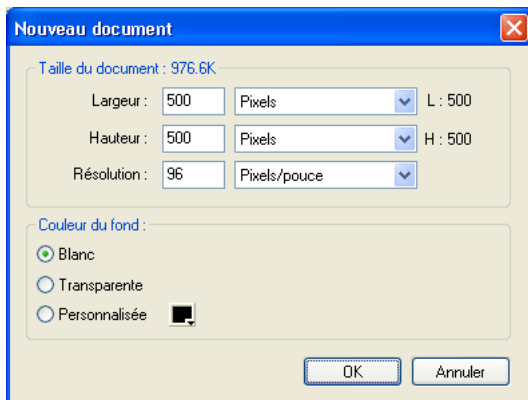 Nouveau document
Taille du document : 976.6K
Largeur : 500 Pixels L : 500
Hauteur : 500 Pixels H : 500
Résolution : 96 Pixels/pouce
Couleur du fond :
Blanc
Transparente
Personnalisée
OK Annuler